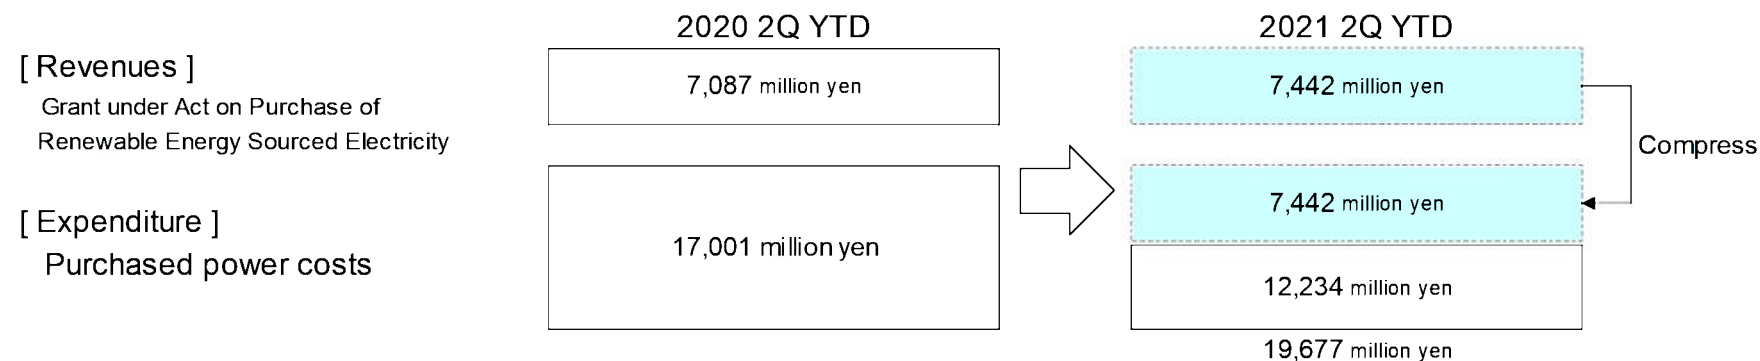 2020 2Q YTD
2021 2Q YTD
[ Revenues ]
Grant under Act on Purchase of
Renewable Energy Sourced Electricity
7,087 million yen
7,442 million yen
Compress
7,442 million yen
[ Expenditure ]
Purchased power costs
17,001 million yen
12,234 million yen
19,677 million yen